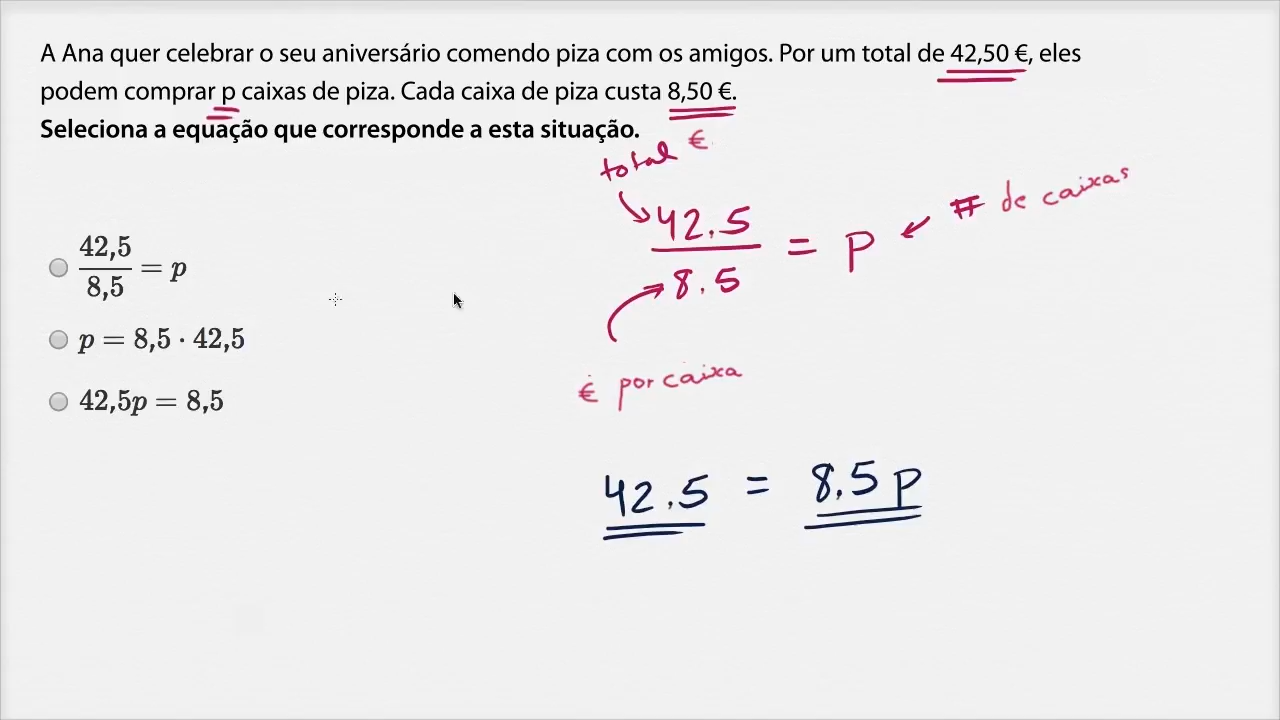 A Ana quer celebrar o seu aniversário comendo piza com os amigos. Por um total de 42,50 €, eles
podem comprar p caixas de piza. Cada caixa de piza custa 8,50 €.
Seleciona a equação que corresponde a esta situação.
42,5
8,5
= p
p = 8,5 · 42,5
42,5p = 8,5
total €
42.5
8.5
= p
# de caixas
€ por caixa
42.5 = 8.5 p